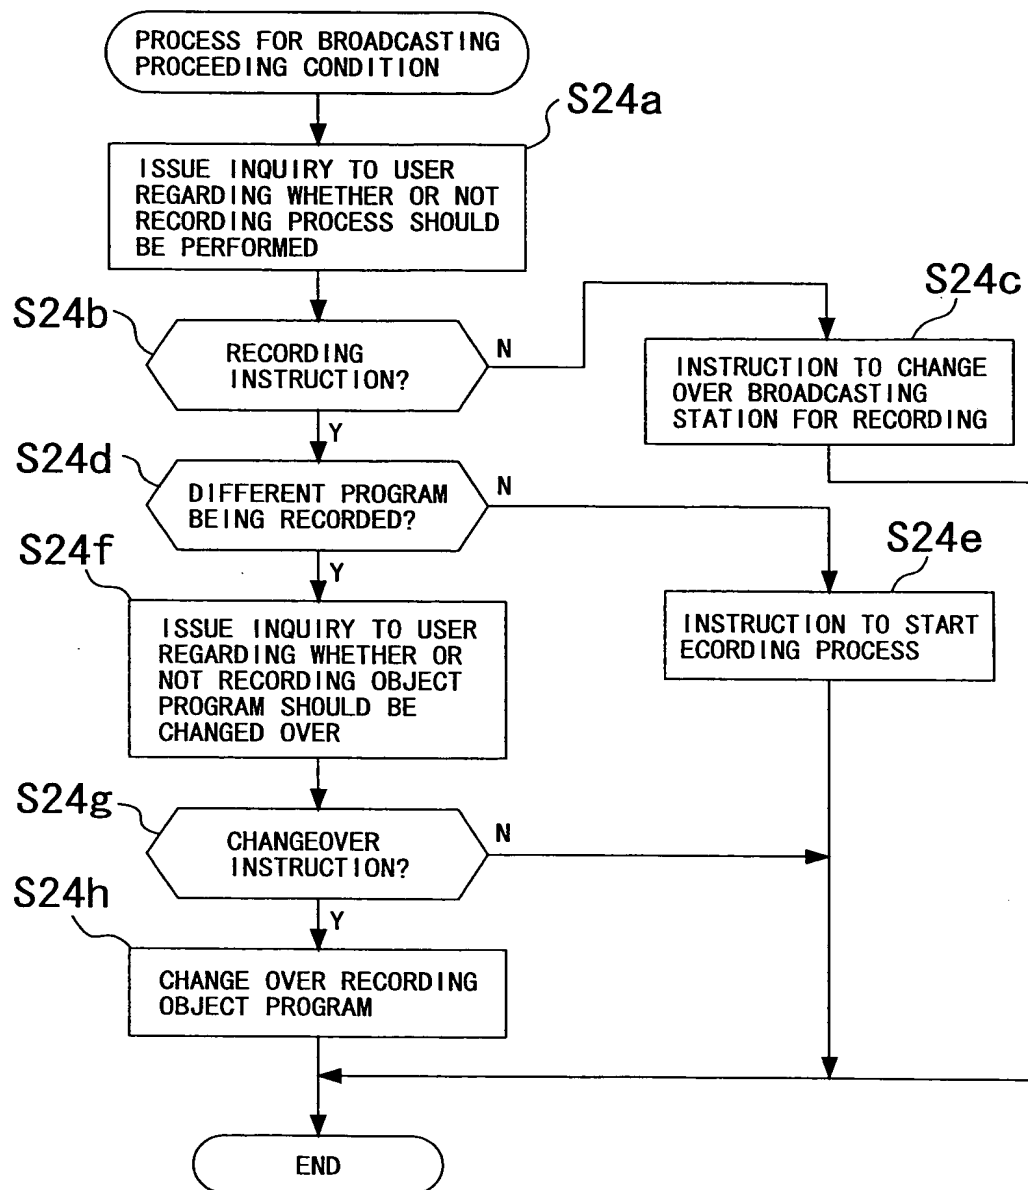 PROCESS FOR BROADCASTING
PROCEEDING CONDITION
S24a
ISSUE INQUIRY TO USER
REGARDING WHETHER OR NOT
RECORDING PROCESS SHOULD
BE PERFORMED
S24b
RECORDING
INSTRUCTION?
N
Y
S24c
INSTRUCTION TO CHANGE
OVER BROADCASTING
STATION FOR RECORDING
S24d
DIFFERENT PROGRAM
BEING RECORDED?
N
Y
S24e
INSTRUCTION TO START
ECORDING PROCESS
S24f
ISSUE INQUIRY TO USER
REGARDING WHETHER OR
NOT RECORDING OBJECT
PROGRAM SHOULD BE
CHANGED OVER
S24g
CHANGEOVER
INSTRUCTION?
N
Y
S24h
CHANGE OVER RECORDING
OBJECT PROGRAM
END